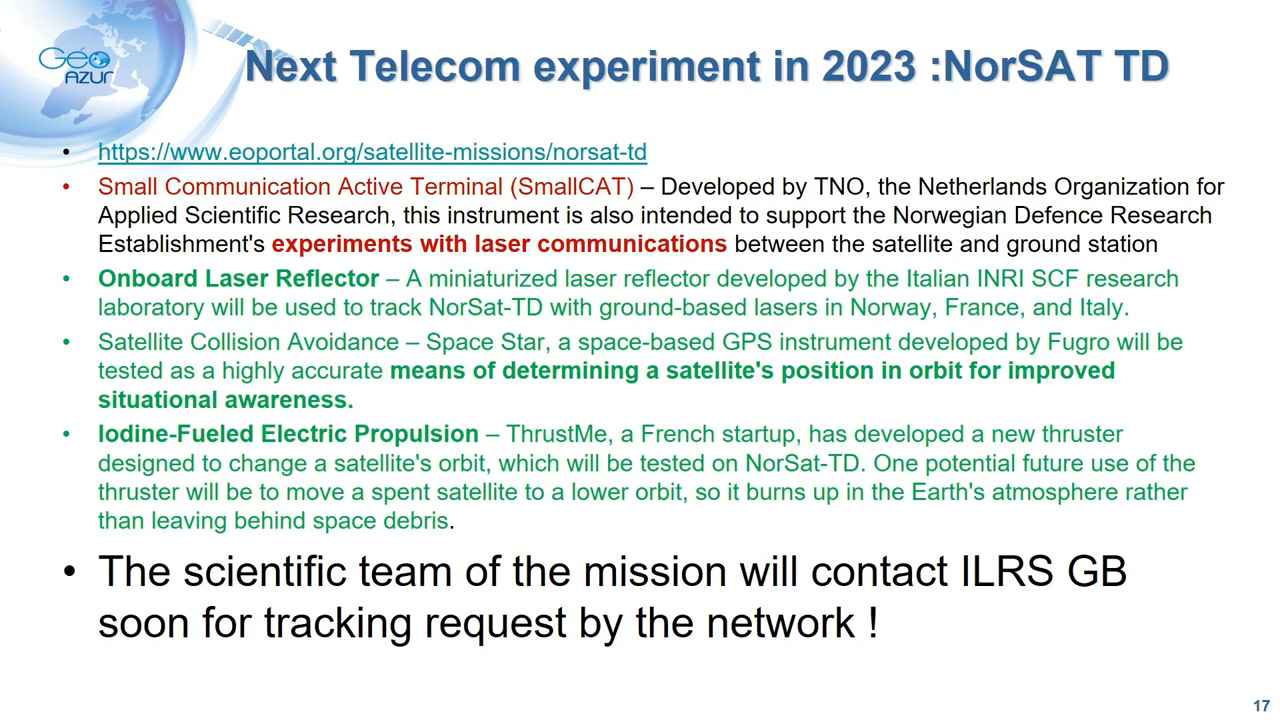 Géo
AZUR
Next Telecom experiment in 2023 :NorSAT TD
• https://www.eoportal.org/satellite-missions/norsat-td
• Small Communication Active Terminal (SmallCAT) – Developed by TNO, the Netherlands Organization for
Applied Scientific Research, this instrument is also intended to support the Norwegian Defence Research
Establishment's experiments with laser communications between the satellite and ground station
• Onboard Laser Reflector – A miniaturized laser reflector developed by the Italian INRI SCF research
laboratory will be used to track NorSat-TD with ground-based lasers in Norway, France, and Italy.
• Satellite Collision Avoidance – Space Star, a space-based GPS instrument developed by Fugro will be
tested as a highly accurate means of determining a satellite's position in orbit for improved
situational awareness.
• Iodine-Fueled Electric Propulsion – ThrustMe, a French startup, has developed a new thruster
designed to change a satellite's orbit, which will be tested on NorSat-TD. One potential future use of the
thruster will be to move a spent satellite to a lower orbit, so it burns up in the Earth's atmosphere rather
than leaving behind space debris.
• The scientific team of the mission will contact ILRS GB
soon for tracking request by the network !
17